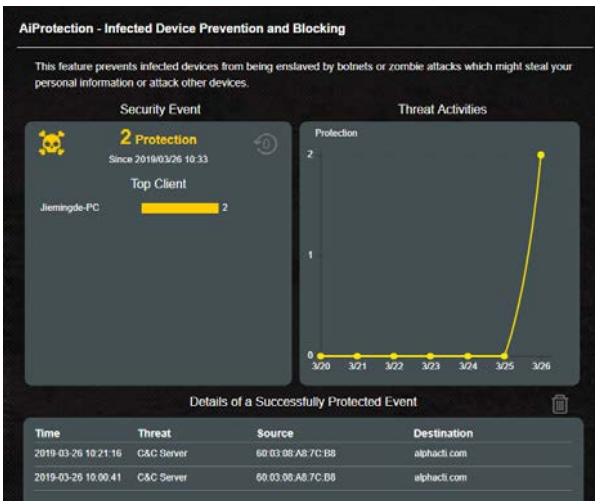 AiProtection - Infected Device Prevention and Blocking
This feature prevents infected devices from being enslaved by botnets or zombie attacks which might steal your
personal information or attack other devices.
Security Event
2 Protection
Since 2019/03/26 10:33
0
Top Client
Jiemingde-PC 2
Threat Activities
Protection
2
1
0
3/20 3/21 3/22 3/23 3/24 3/25 3/26
Details of a Successfully Protected Event
Time Threat Source Destination
2019-03-26 10:21:16 C&C Server 60:03:08:A8:7C:B8 alphacti.com
2019-03-26 10:00:41 C&C Server 60:03:08:A8:7C:B8 alphacti.com